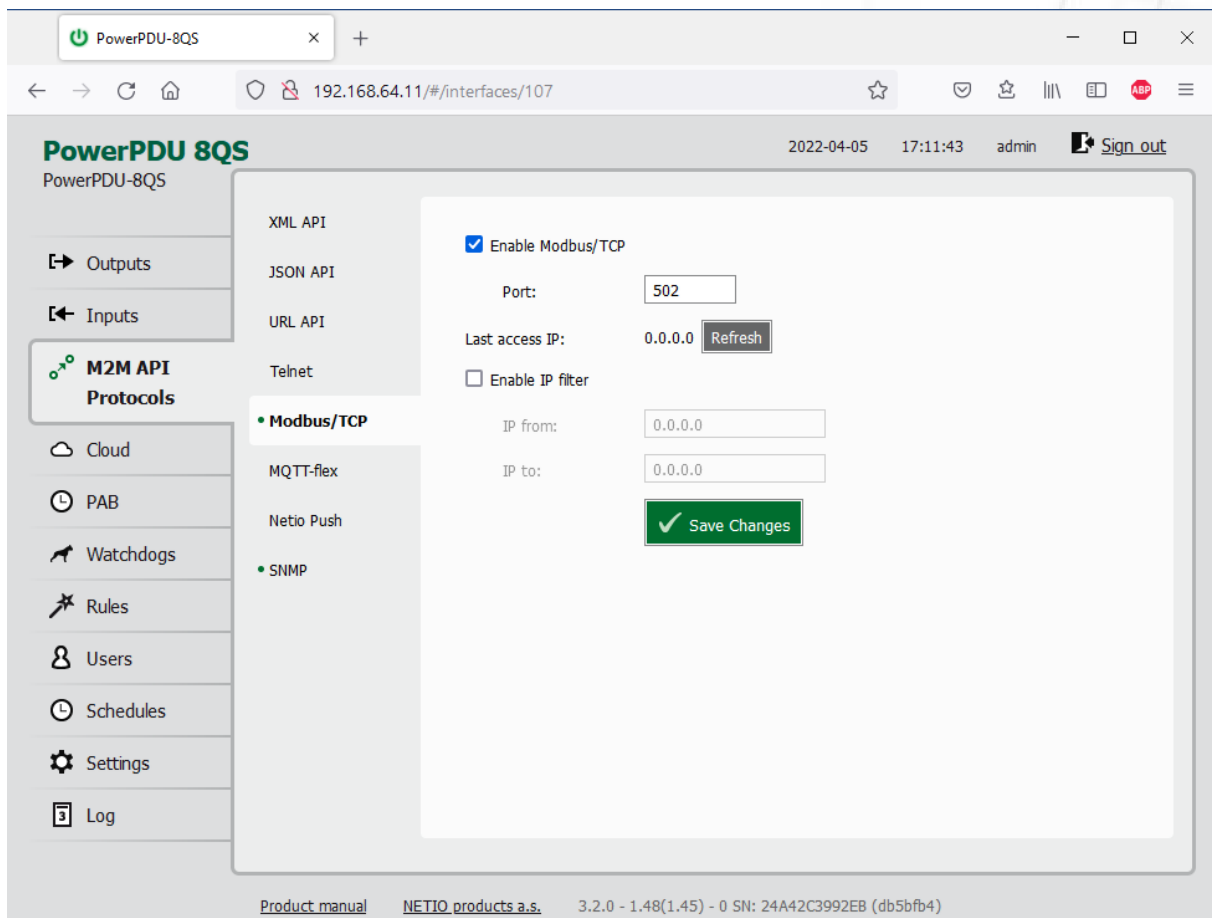 PowerPDU-8QS
192.168.64.11/#/interfaces/107
ABP
PowerPDU 8QS
PowerPDU-8QS
2022-04-05 17:11:43 admin Sign out
Outputs
Inputs
M2M API
Protocols
Cloud
PAB
Watchdogs
Rules
Users
Schedules
Settings
3 Log
XML API
JSON API
URL API
Telnet
• Modbus/TCP
MQTT-flex
Netio Push
• SNMP
Enable Modbus/TCP
Port: 502
Last access IP: 0.0.0.0 Refresh
Enable IP filter
IP from: 0.0.0.0
IP to: 0.0.0.0
Save Changes
Product manual NETIO products a.s. 3.2.0 - 1.48(1.45) - 0 SN: 24A42C3992EB (db5bfb4)